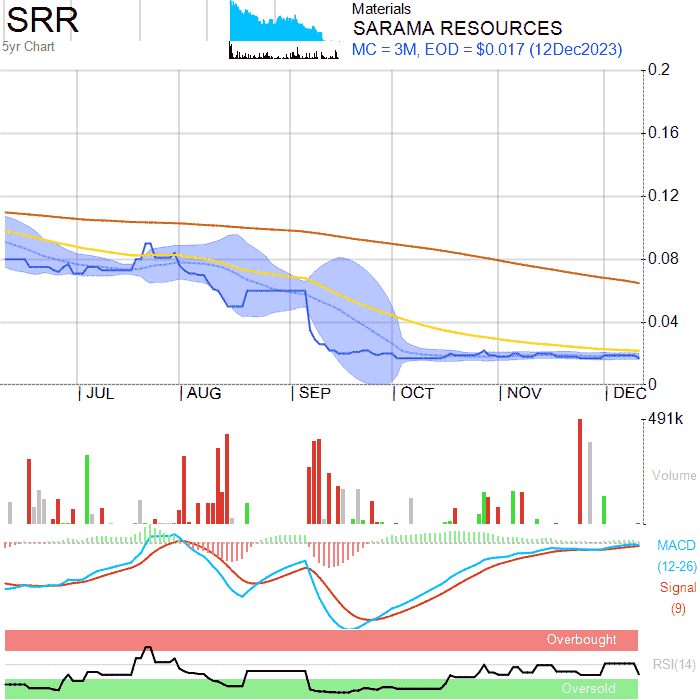 SRR
5yr Chart
Materials
SARAMA RESOURCES
MC = 3M, EOD = $0.017 (12Dec2023)
0.2
0.16
0.12
0.08
0.04
0
JUL AUG SEP OCT NOV DEC
491k
Volume
MACD
(12-26)
Signal
(9)
Overbought
RSI(14)
Oversold